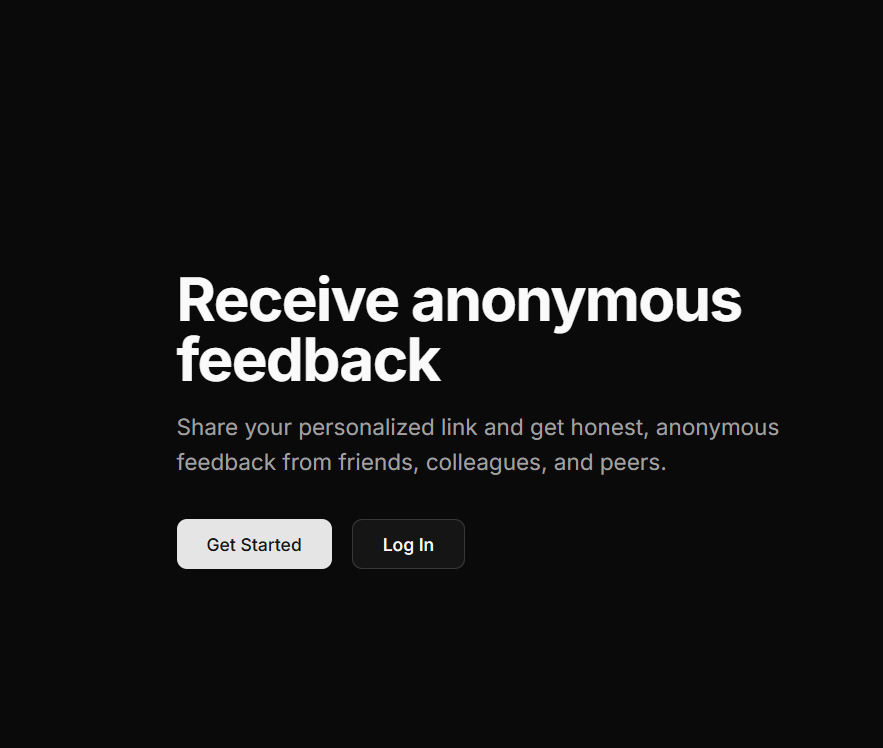 Receive anonymous
feedback
Share your personalized link and get honest, anonymous
feedback from friends, colleagues, and peers.
Get Started
Log In